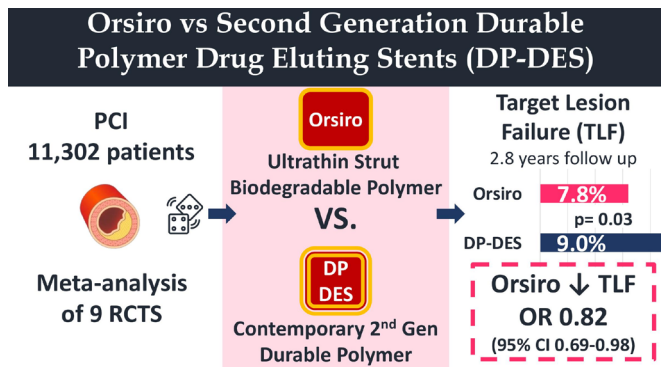 Orsiro vs Second Generation Durable
Polymer Drug Eluting Stents (DP-DES)
PCI
11,302 patients
Meta-analysis
of 9 RCTS
Orsiro
Ultrathin Strut
Biodegradable Polymer
VS.
DP
DES
Contemporary 2nd Gen
Durable Polymer
Target Lesion
Failure (TLF)
2.8 years follow up
Orsiro 7.8%
p= 0.03
DP-DES 9.0%
Orsiro ↓ TLF
OR 0.82
(95% CI 0.69-0.98)